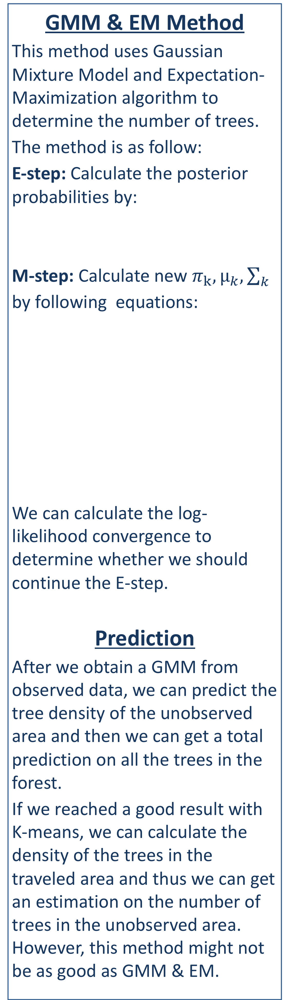 GMM & EM Method
This method uses Gaussian
Mixture Model and Expectation-
Maximization algorithm to
determine the number of trees.
The method is as follow:
E-step: Calculate the posterior
probabilities by:
M-step: Calculate new πk, μk, ∑k
by following  equations:
We can calculate the log-
likelihood convergence to
determine whether we should
continue the E-step.
Prediction
After we obtain a GMM from
observed data, we can predict the
tree density of the unobserved
area and then we can get a total
prediction on all the trees in the
forest.
If we reached a good result with
K-means, we can calculate the
density of the trees in the
traveled area and thus we can get
an estimation on the number of
trees in the unobserved area.
However, this method might not
be as good as GMM & EM.